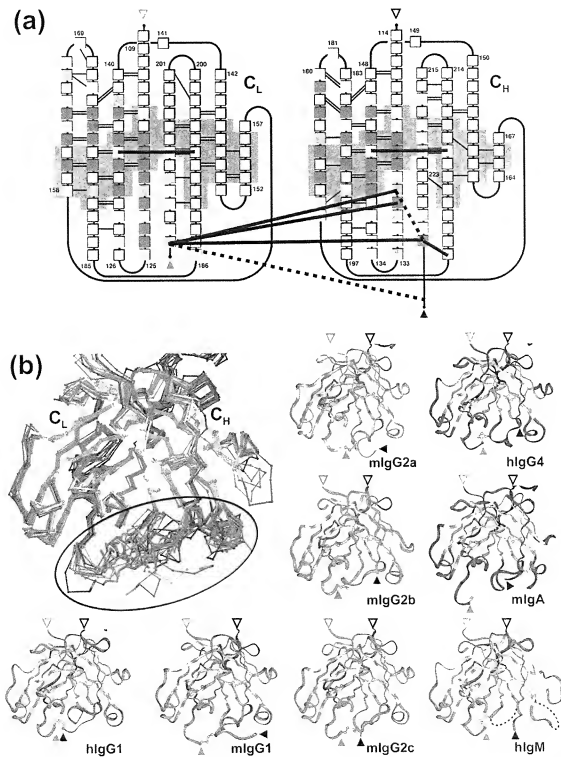 (a)
169 109 141 201 200 142 140 C_L 157 158 152 185 126 125 186
181 114 149 150 160 183 148 215 214 C_H 167 223 164 197 134 133
(b)
C_L C_H
mIgG2a hIgG4
mIgG2b mIgA
hIgG1 mIgG1 mIgG2c hIgM